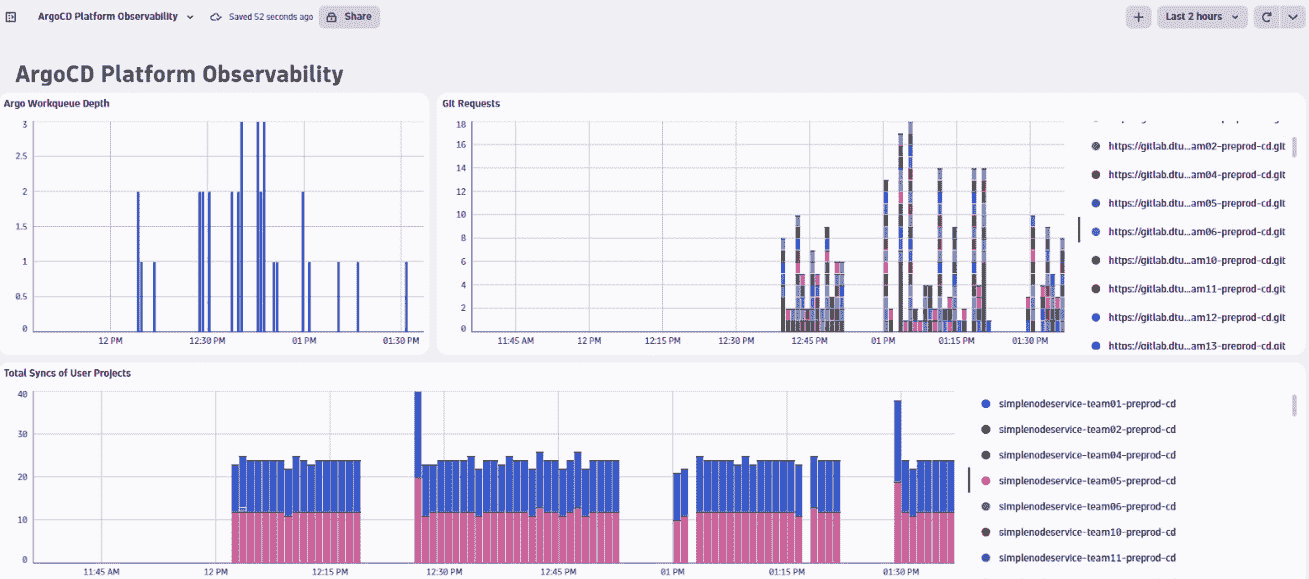 ArgoCD Platform Observability
Saved 52 seconds ago
Share
Last 2 hours
ArgoCD Platform Observability
Argo Workqueue Depth
3
2.5
2
1.5
1
0.5
0
12 PM 12:30 PM 01 PM 01:30 PM
Git Requests
18
16
14
12
10
8
6
4
2
0
11:45 AM 12 PM 12:15 PM 12:30 PM 12:45 PM 01 PM 01:15 PM 01:30 PM
https://gitlab.dtu...am02-preprod-cd.git
https://gitlab.dtu...am04-preprod-cd.git
https://gitlab.dtu...am05-preprod-cd.git
https://gitlab.dtu...am06-preprod-cd.git
https://gitlab.dtu...am10-preprod-cd.git
https://gitlab.dtu...am11-preprod-cd.git
https://gitlab.dtu...am12-preprod-cd.git
https://gitlab.dtu...am13-preprod-cd.git
Total Syncs of User Projects
40
30
20
10
0
11:45 AM 12 PM 12:15 PM 12:30 PM 12:45 PM 01 PM 01:15 PM 01:30 PM
simplenodeservice-team01-preprod-cd
simplenodeservice-team02-preprod-cd
simplenodeservice-team04-preprod-cd
simplenodeservice-team05-preprod-cd
simplenodeservice-team06-preprod-cd
simplenodeservice-team10-preprod-cd
simplenodeservice-team11-preprod-cd